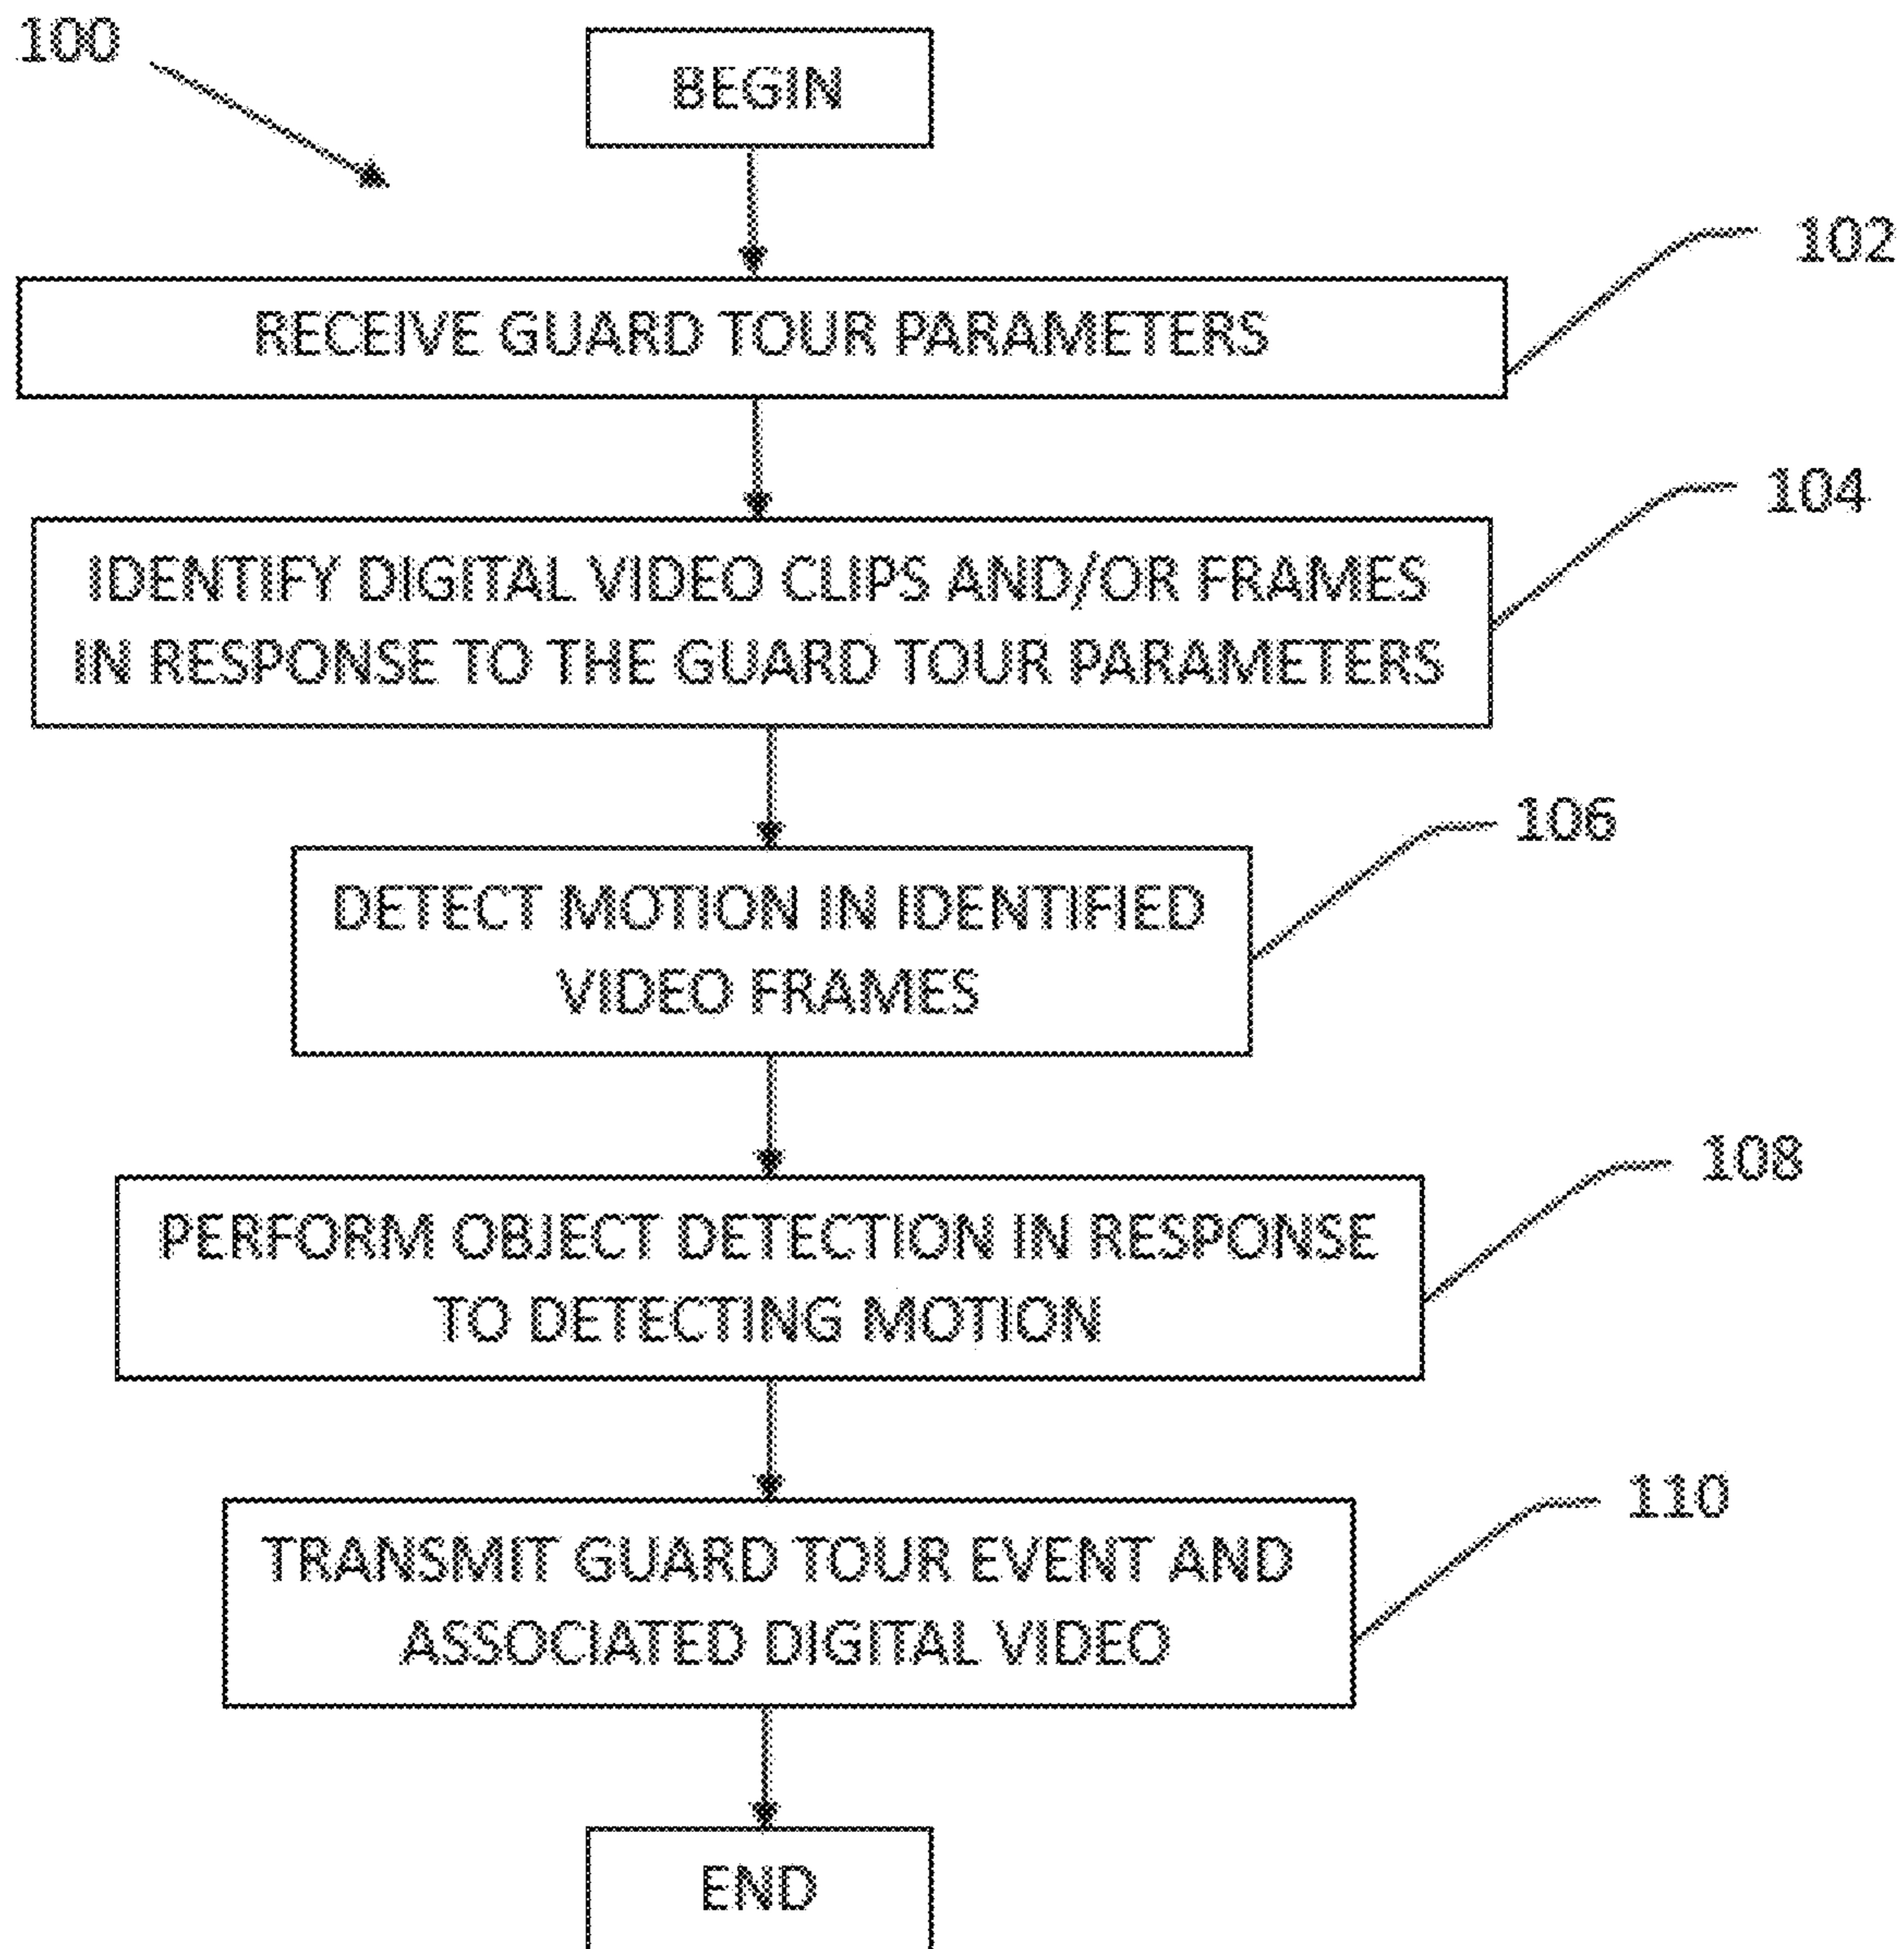 100
BEGIN
102
RECEIVE GUARD TOUR PARAMETERS
104
IDENTIFY DIGITAL VIDEO CLIPS AND/OR FRAMES
IN RESPONSE TO THE GUARD TOUR PARAMETERS
106
DETECT MOTION IN IDENTIFIED
VIDEO FRAMES
108
PERFORM OBJECT DETECTION IN RESPONSE
TO DETECTING MOTION
110
TRANSMIT GUARD TOUR EVENT AND
ASSOCIATED DIGITAL VIDEO
END